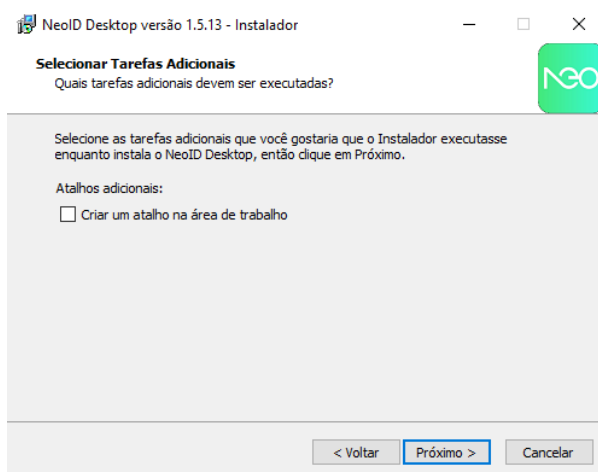 NeoID Desktop versão 1.5.13 - Instalador
Selecionar Tarefas Adicionais
Quais tarefas adicionais devem ser executadas?
neo
Selecione as tarefas adicionais que você gostaria que o Instalador executasse
enquanto instala o NeoID Desktop, então clique em Próximo.
Atalhos adicionais:
Criar um atalho na área de trabalho
< Voltar
Próximo >
Cancelar